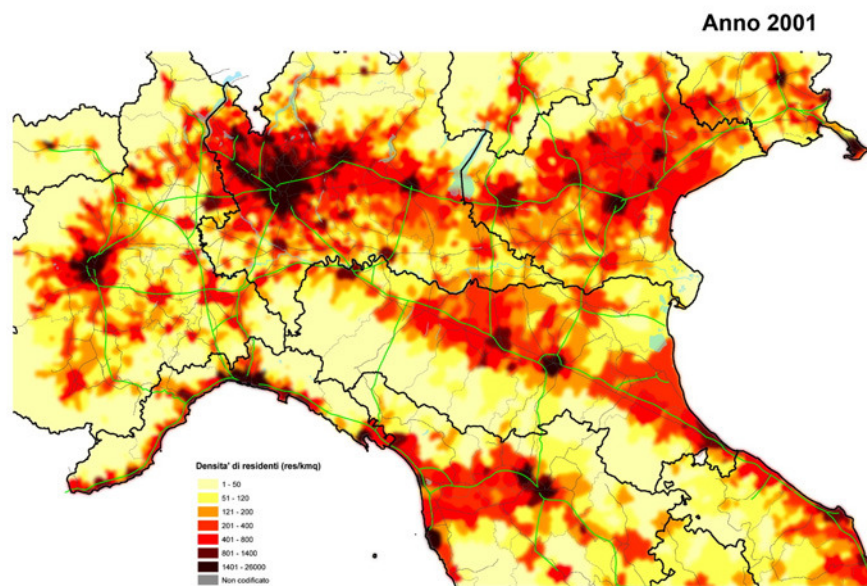 Anno 2001
Densita' di residenti (res/kmq)
1 - 50
51 - 120
121 - 200
201 - 400
401 - 800
801 - 1400
1401 - 26000
Non codificato